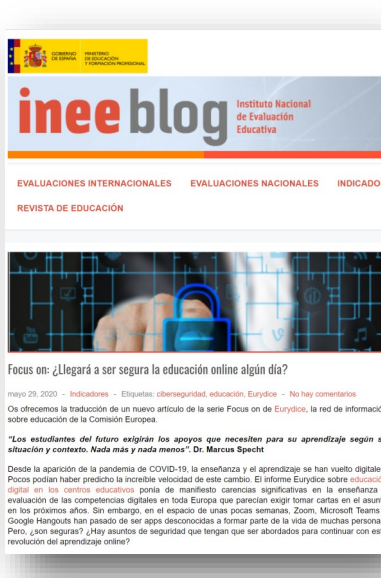 GOBIERNO
DE ESPAÑA
MINISTERIO
DE EDUCACIÓN
Y FORMACIÓN PROFESIONAL
ineeblog
Instituto Nacional
de Evaluación
Educativa
EVALUACIONES INTERNACIONALES EVALUACIONES NACIONALES INDICADO
REVISTA DE EDUCACIÓN
Focus on: ¿Llegará a ser segura la educación online algún día?
mayo 29, 2020 - Indicadores - Etiquetas: ciberseguridad, educación, Eurydice - No hay comentarios
Os ofrecemos la traducción de un nuevo artículo de la serie Focus on de Eurydice, la red de informació
sobre educación de la Comisión Europea.
"Los estudiantes del futuro exigirán los apoyos que necesiten para su aprendizaje según s
situación y contexto. Nada más y nada menos". Dr. Marcus Specht
Desde la aparición de la pandemia de COVID-19, la enseñanza y el aprendizaje se han vuelto digitale
Pocos podían haber predicho la increíble velocidad de este cambio. El informe Eurydice sobre educació
digital en los centros educativos ponía de manifiesto carencias significativas en la enseñanza
evaluación de las competencias digitales en toda Europa que parecían exigir tomar cartas en el asun
en los próximos años. Sin embargo, en el espacio de unas pocas semanas, Zoom, Microsoft Teams
Google Hangouts han pasado de ser apps desconocidas a formar parte de la vida de muchas persona
Pero, ¿son seguras? ¿Hay asuntos de seguridad que tengan que ser abordados para continuar con est
revolución del aprendizaje online?